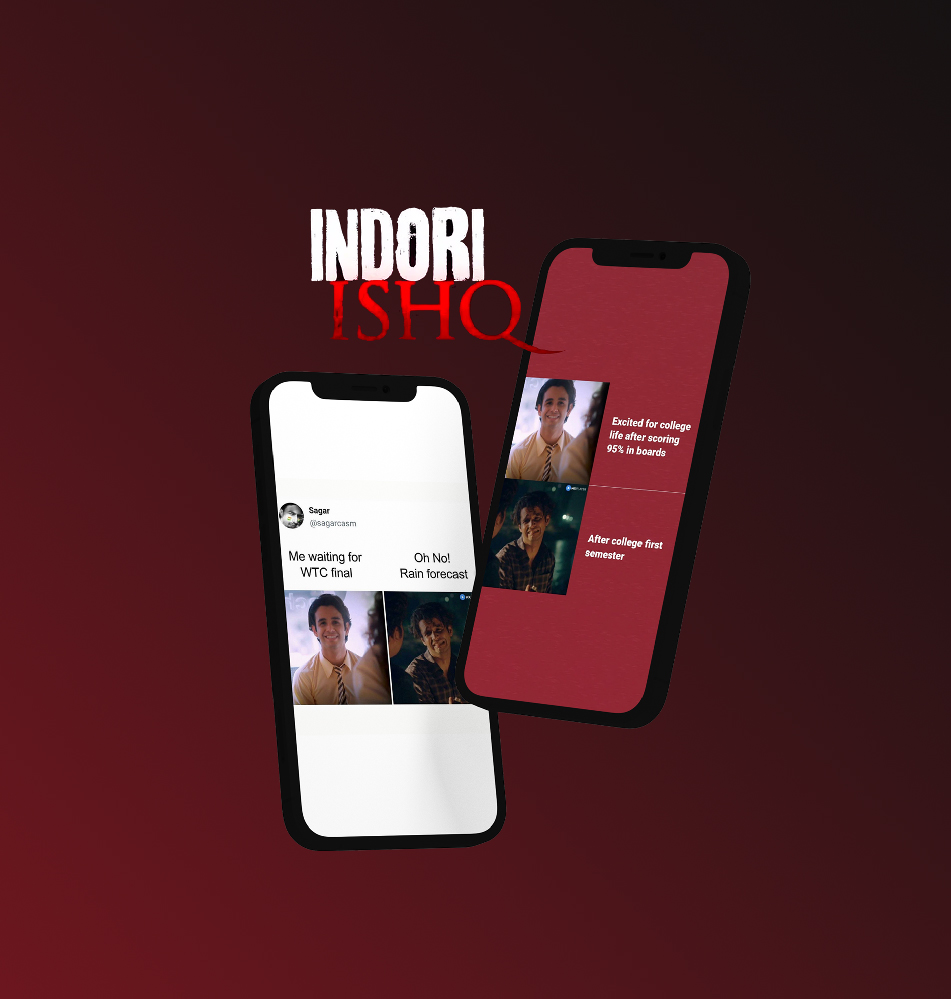 INDORI
ISHQ
Sagar
@sagarcasm
Me waiting for
WTC final
Oh No!
Rain forecast
Excited for college
life after scoring
95% in boards
After college first
semester